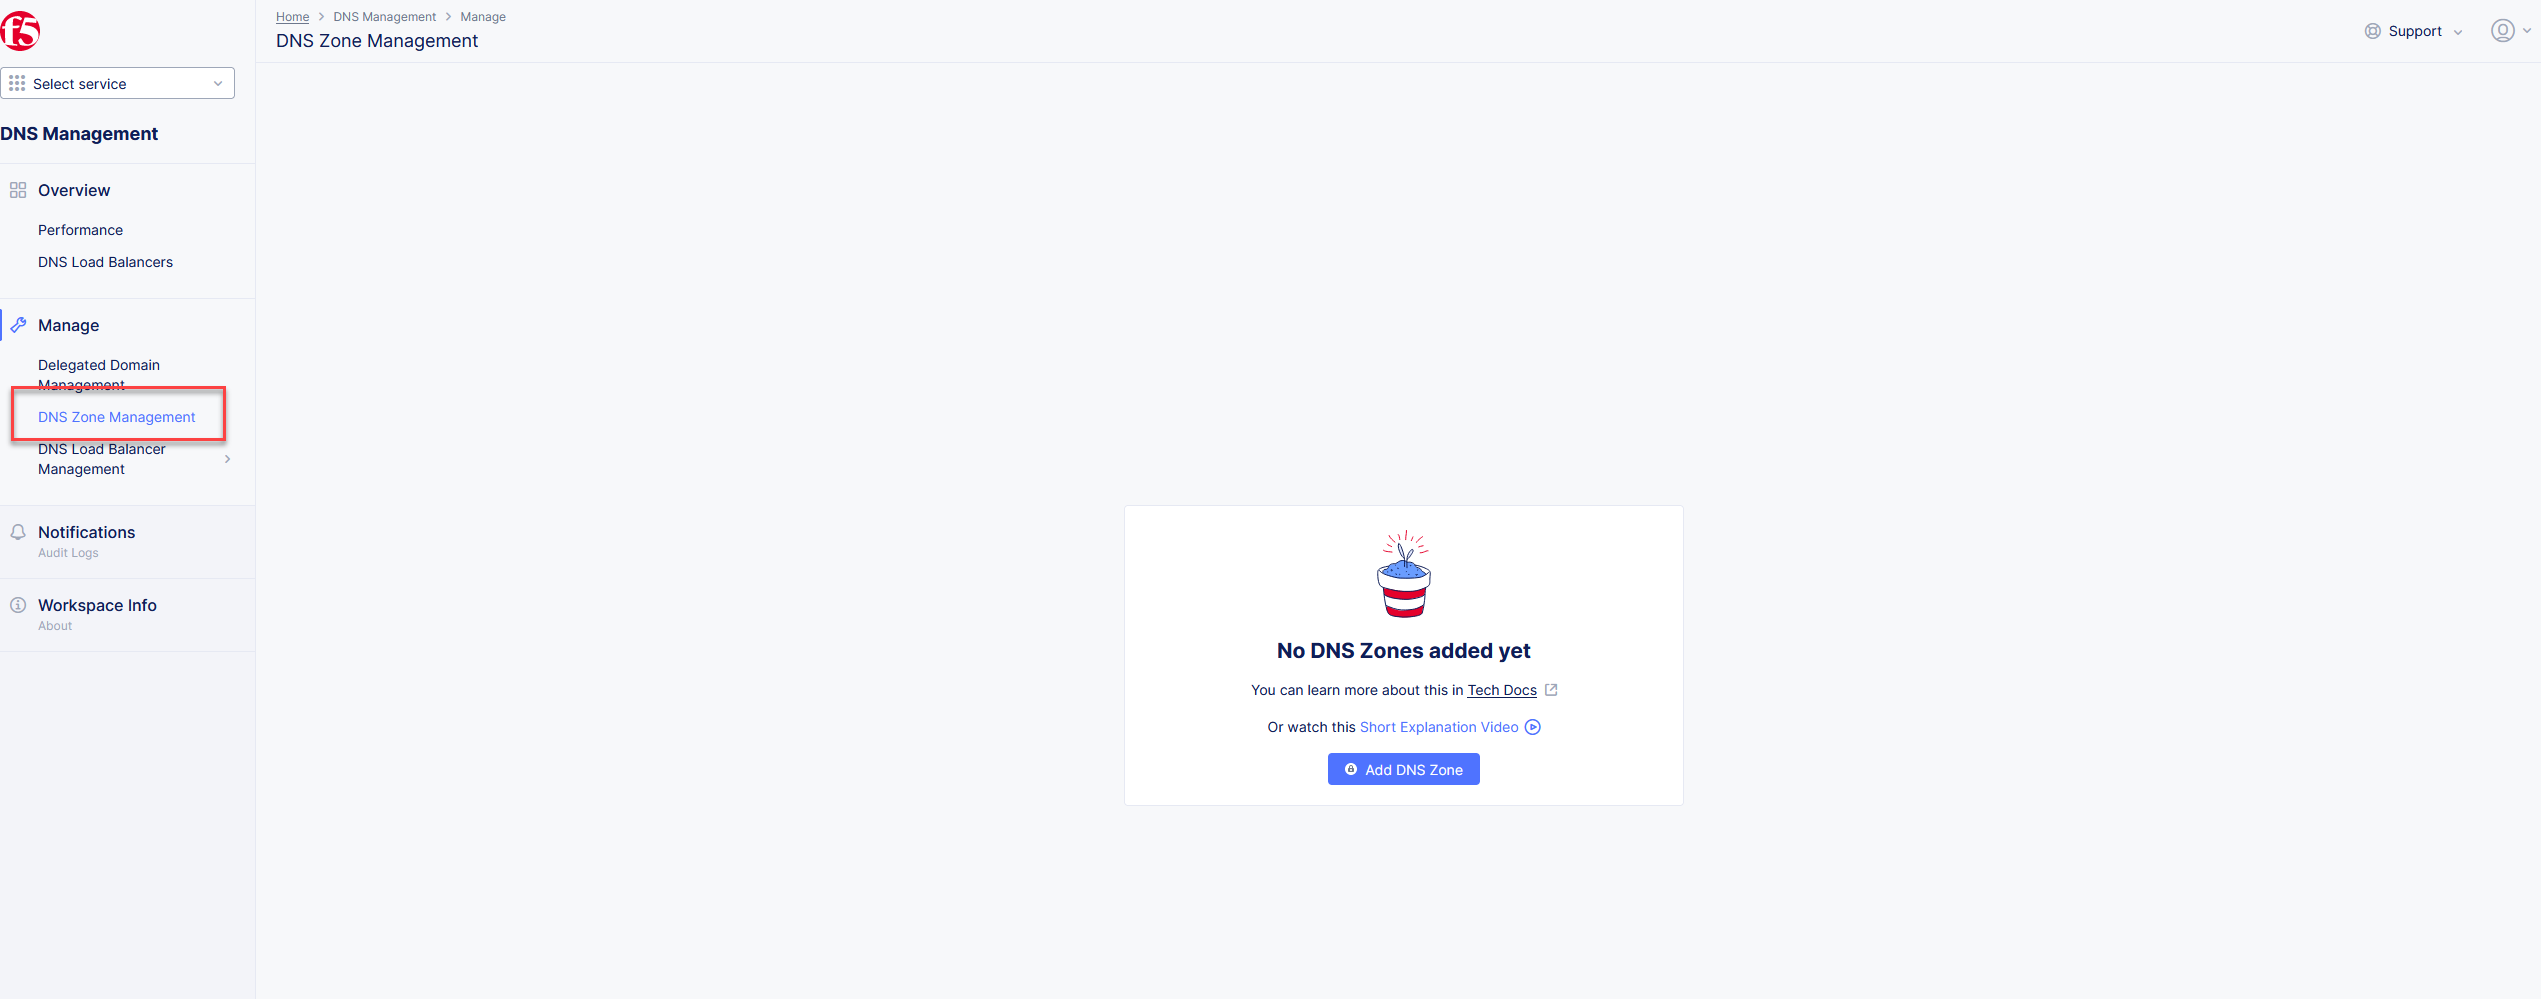 f5
Select service
DNS Management
Overview
Performance
DNS Load Balancers
Manage
Delegated Domain
Management
DNS Zone Management
DNS Load Balancer
Management
Notifications
Audit Logs
Workspace Info
About
Home > DNS Management > Manage
DNS Zone Management
Support
No DNS Zones added yet
You can learn more about this in Tech Docs
Or watch this Short Explanation Video
Add DNS Zone